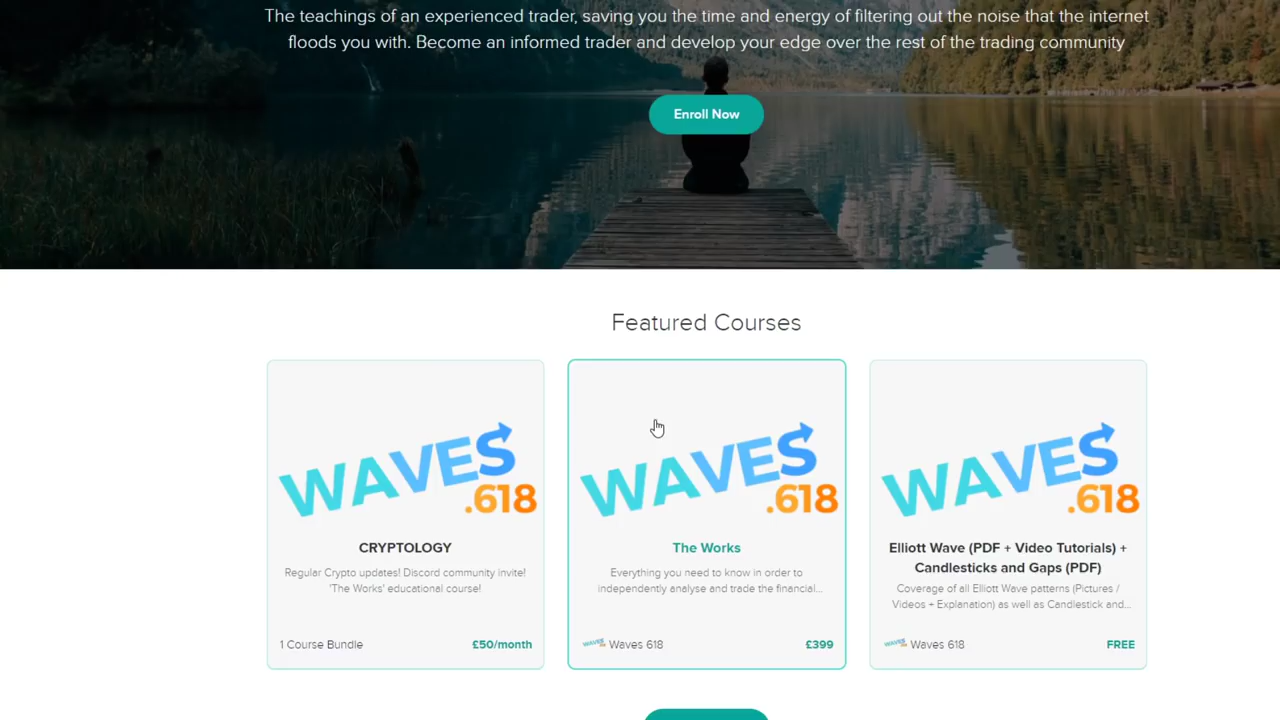 The teachings of an experienced trader, saving you the time and energy of filtering out the noise that the internet
floods you with. Become an informed trader and develop your edge over the rest of the trading community
Enroll Now
Featured Courses
WAVES
.618
CRYPTOLOGY
Regular Crypto updates! Discord community invite!
'The Works' educational course!
1 Course Bundle
£50/month
WAVES
.618
The Works
Everything you need to know in order to
independently analyse and trade the financial...
Waves 618
£399
WAVES
.618
Elliott Wave (PDF + Video Tutorials) +
Candlesticks and Gaps (PDF)
Coverage of all Elliott Wave patterns (Pictures /
Videos + Explanation) as well as Candlestick and...
Waves 618
FREE